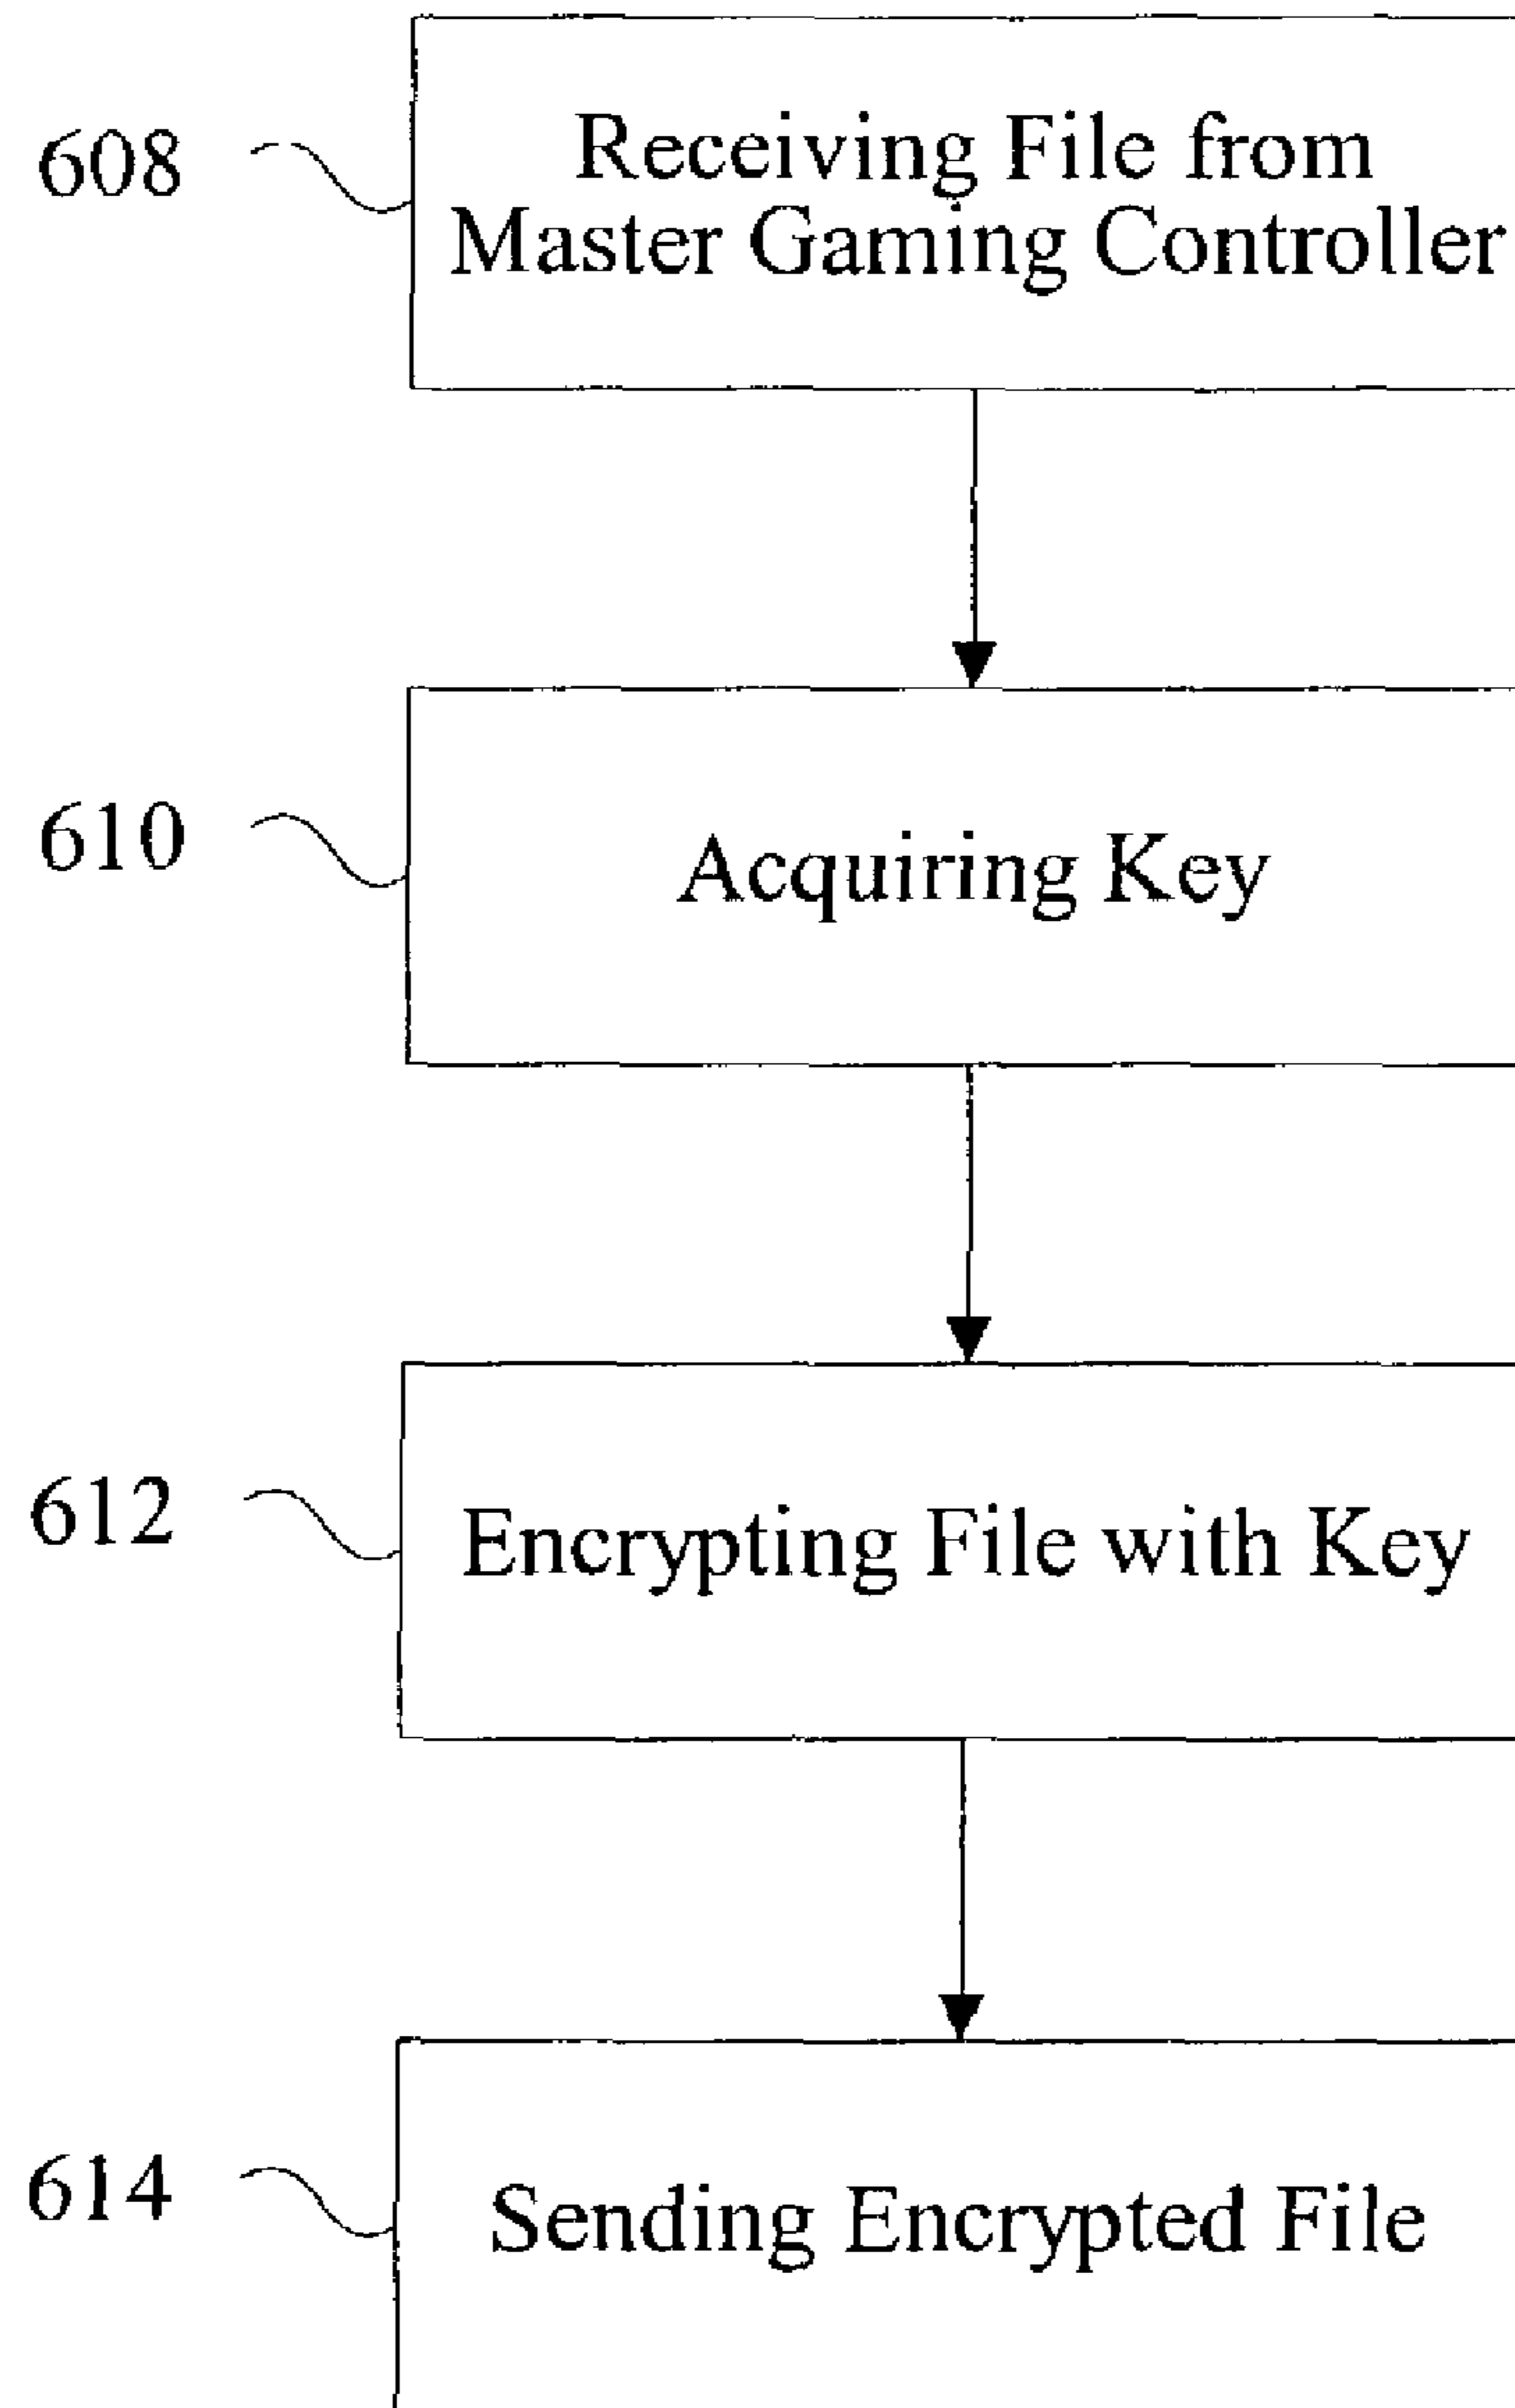 608
Receiving File from
Master Gaming Controller
610
Acquiring Key
612
Encrypting File with Key
614
Sending Encrypted File